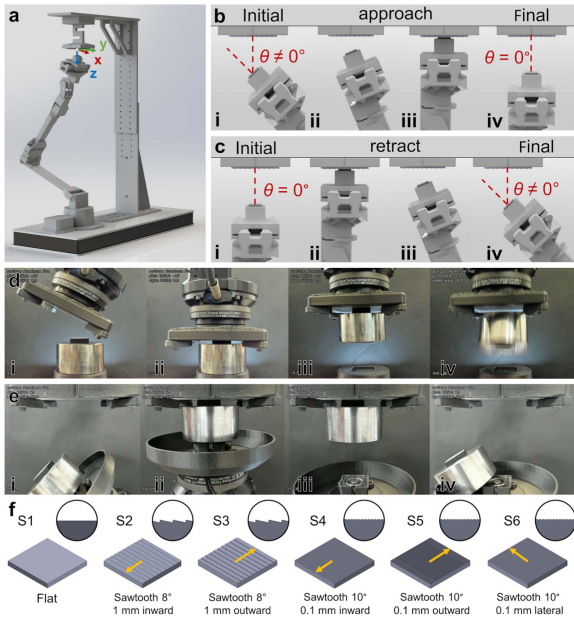 a
y
x
z
b
Initial
approach
Final
θ ≠ 0°
θ = 0°
i
ii
iii
iv
c
Initial
retract
Final
θ = 0°
θ ≠ 0°
i
ii
iii
iv
d
i
ii
iii
iv
e
i
ii
iii
iv
f
S1
S2
S3
S4
S5
S6
Flat
Sawtooth 8°
1 mm inward
Sawtooth 8°
1 mm outward
Sawtooth 10°
0.1 mm inward
Sawtooth 10°
0.1 mm outward
Sawtooth 10°
0.1 mm lateral